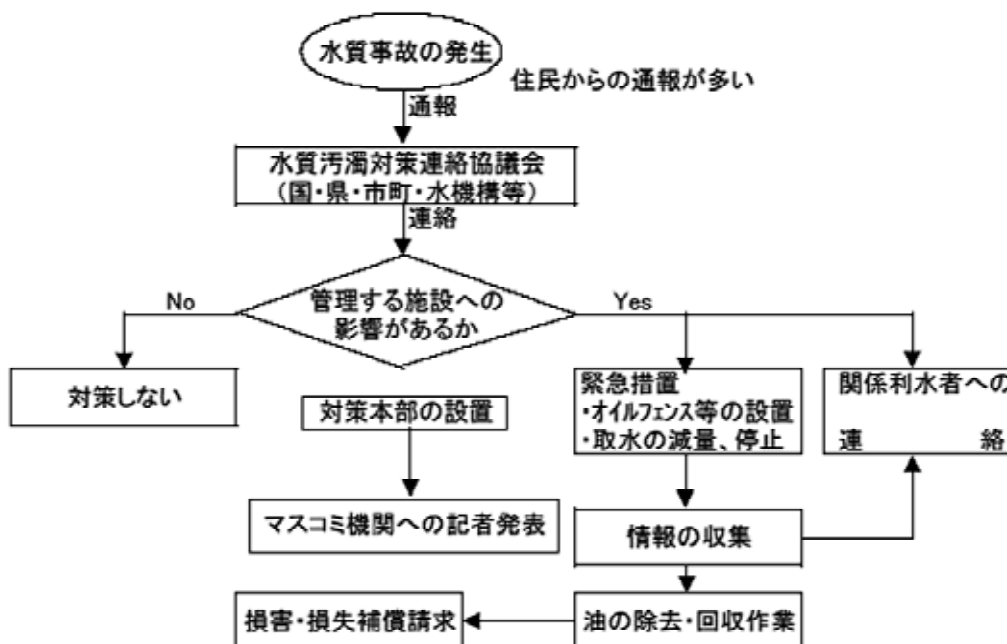 水質事故の発生
住民からの通報が多い
通報
水質汚濁対策連絡協議会
（国・県・市町・水機構等）
連絡
No
管理する施設への
影響があるか
Yes
対策しない
対策本部の設置
緊急措置
・オイルフェンス等の設置
・取水の減量、停止
関係利水者への
連 絡
マスコミ機関への記者発表
情報の収集
損害・損失補償請求
油の除去・回収作業